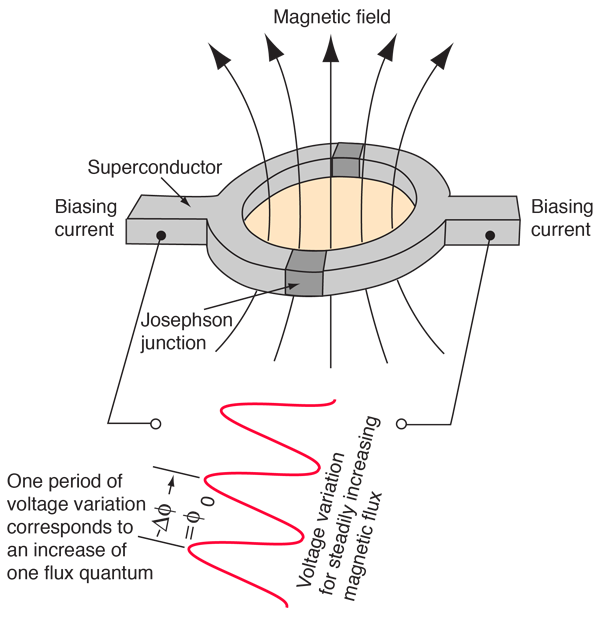 Magnetic field
Superconductor
Biasing
current
Biasing
current
Josephson
junction
One period of
voltage variation
corresponds to
an increase of
one flux quantum
-Δϕ
=ϕ0
Voltage variation
for steadily increasing
magnetic flux